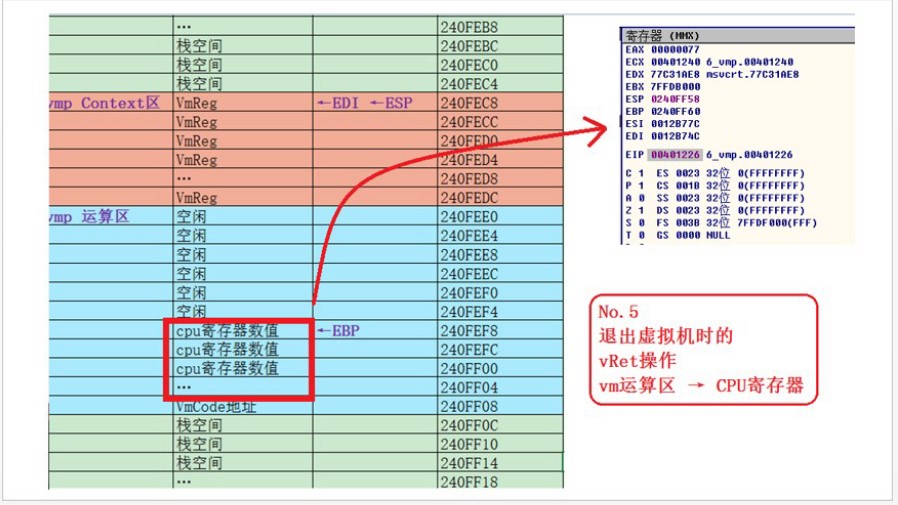 … 240FEB8
栈空间 240FEBC
栈空间 240FEC0
栈空间 240FEC4
vmp Context区 VmReg ←EDI ←ESP 240FEC8
VmReg 240FECC
VmReg 240FED0
VmReg 240FED4
… 240FED8
VmReg 240FEDC
vmp 运算区 空闲 240FEE0
空闲 240FEE4
空闲 240FEE8
空闲 240FEEC
空闲 240FEF0
空闲 240FEF4
cpu寄存器数值 ←EBP 240FEF8
cpu寄存器数值 240FEFC
cpu寄存器数值 240FF00
… 240FF04
VmCode地址 240FF08
栈空间 240FF0C
栈空间 240FF10
栈空间 240FF14
… 240FF18
寄存器 (MMX)
EAX 00000077
ECX 00401240 6_vmp.00401240
EDX 77C31AE8 msvcrt.77C31AE8
EBX 7FFDB000
ESP 0240FF58
EBP 0240FF60
ESI 0012B77C
EDI 0012B74C
EIP 00401226 6_vmp.00401226
C 1 ES 0023 32位 0(FFFFFFFF)
P 1 CS 001B 32位 0(FFFFFFFF)
A 0 SS 0023 32位 0(FFFFFFFF)
Z 1 DS 0023 32位 0(FFFFFFFF)
S 0 FS 003B 32位 7FFDF000(FFF)
T 0 GS 0000 NULL
No.5
退出虚拟机时的
vRet操作
vm运算区 → CPU寄存器